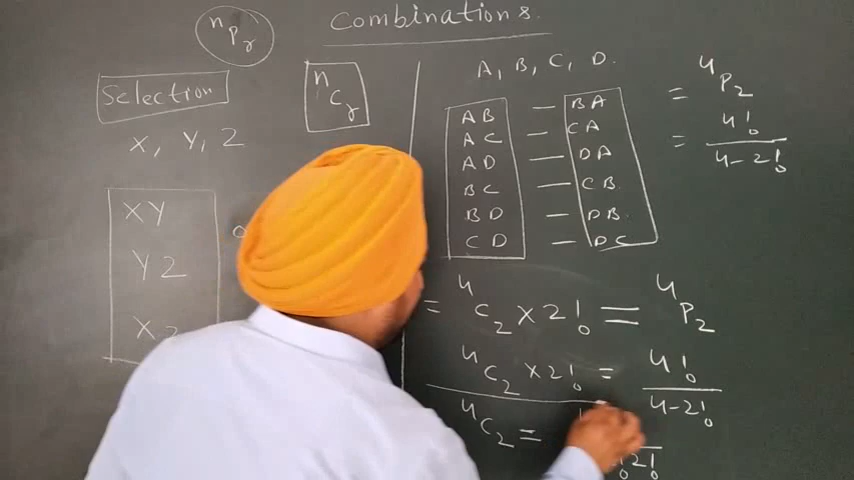 Combinations.
nPr
Selection
nCr
X, Y, Z
XY
YZ
A, B, C, D.
AB — BA
AC — CA
AD — DA
BC — CB
BD — DB
CD — DC
= 4P2
= 4! / 4-2!
= 4C2 × 2! = 4P2
4C2 × 2! = 4! / 4-2!
4C2 =
2!